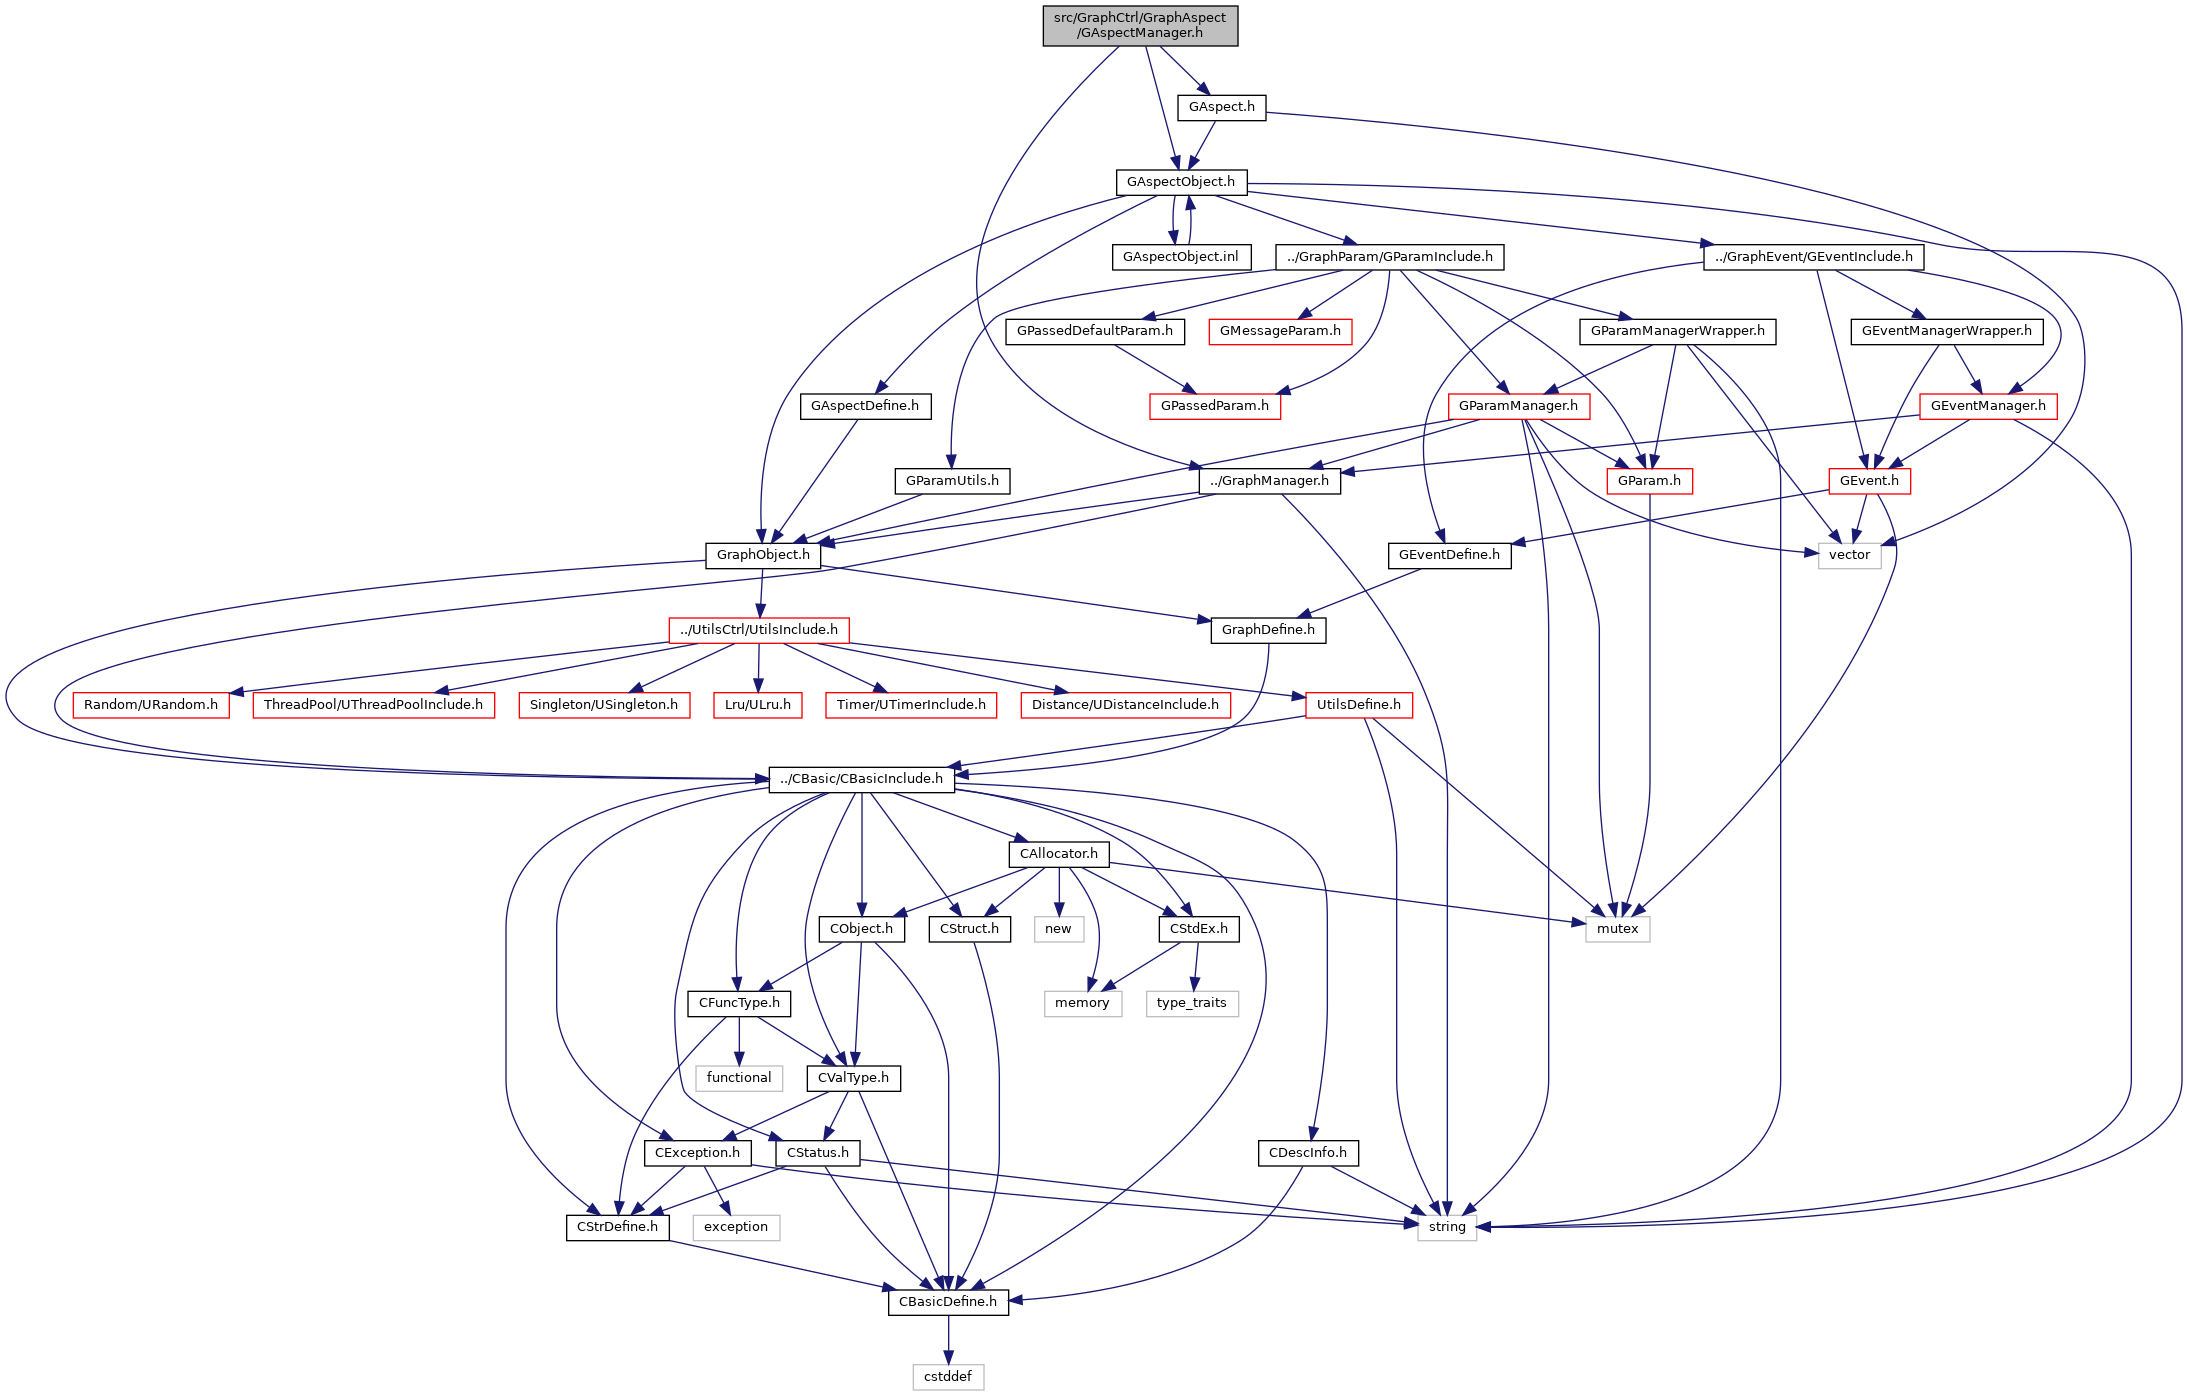 src/GraphCtrl/GraphAspect
/GAspectManager.h
GAspect.h
GAspectObject.h
GAspectObject.inl
../GraphParam/GParamInclude.h
../GraphEvent/GEventInclude.h
GPassedDefaultParam.h
GMessageParam.h
GParamManagerWrapper.h
GEventManagerWrapper.h
GAspectDefine.h
GPassedParam.h
GParamManager.h
GEventManager.h
GParamUtils.h
../GraphManager.h
GParam.h
GEvent.h
GraphObject.h
GEventDefine.h
vector
../UtilsCtrl/UtilsInclude.h
GraphDefine.h
Random/URandom.h
ThreadPool/UThreadPoolInclude.h
Singleton/USingleton.h
Lru/ULru.h
Timer/UTimerInclude.h
Distance/UDistanceInclude.h
UtilsDefine.h
../CBasic/CBasicInclude.h
CAllocator.h
CObject.h
CStruct.h
new
CStdEx.h
mutex
CFuncType.h
memory
type_traits
functional
CValType.h
CException.h
CStatus.h
CDescInfo.h
CStrDefine.h
exception
string
CBasicDefine.h
cstddef